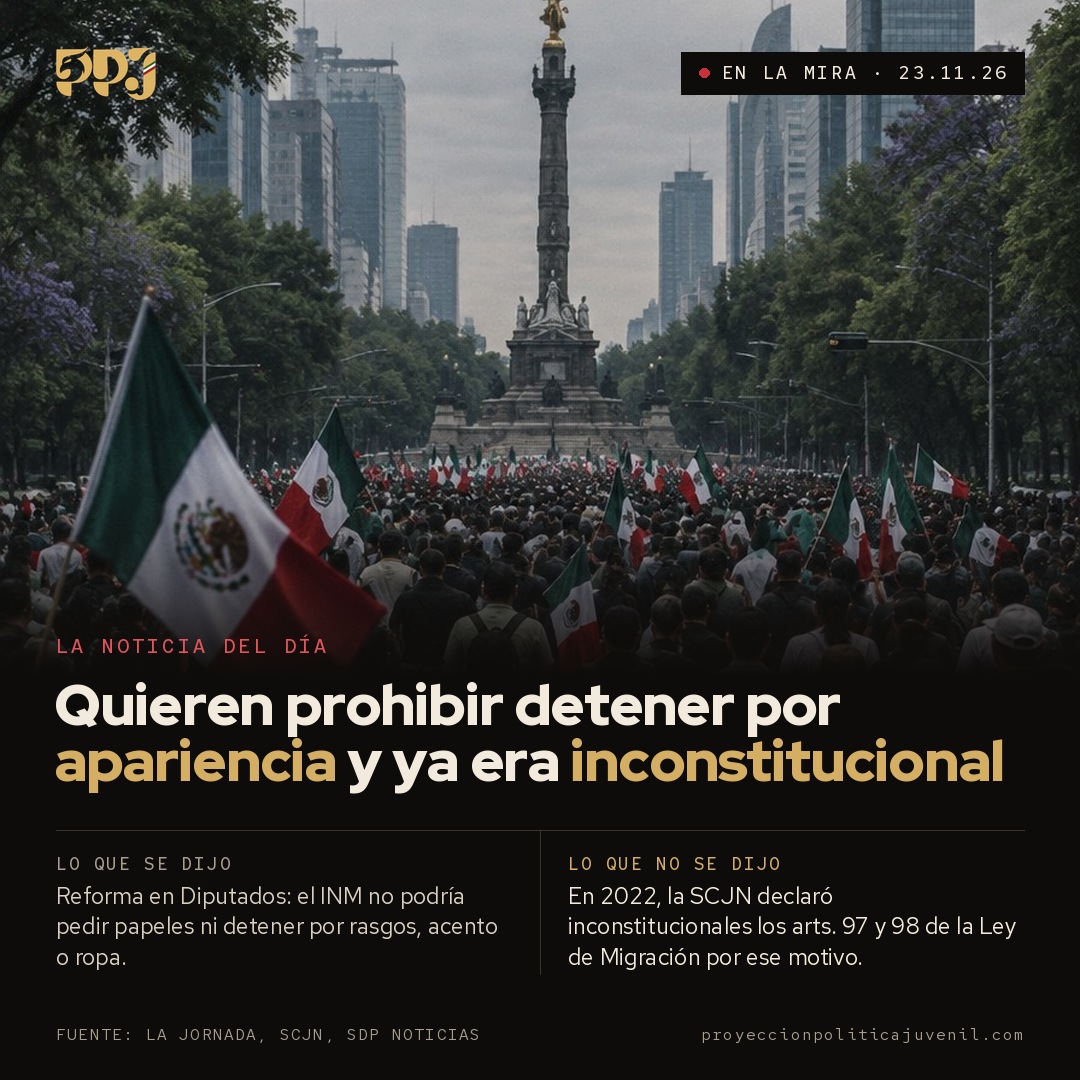 PPJ
EN LA MIRA · 23.11.26
LA NOTICIA DEL DÍA
Quieren prohibir detener por
apariencia y ya era inconstitucional
LO QUE SE DIJO
Reforma en Diputados: el INM no podría
pedir papeles ni detener por rasgos, acento
o ropa.
LO QUE NO SE DIJO
En 2022, la SCJN declaró
inconstitucionales los arts. 97 y 98 de la Ley
de Migración por ese motivo.
FUENTE: LA JORNADA, SCJN, SDP NOTICIAS
proyeccionpoliticajuvenil.com